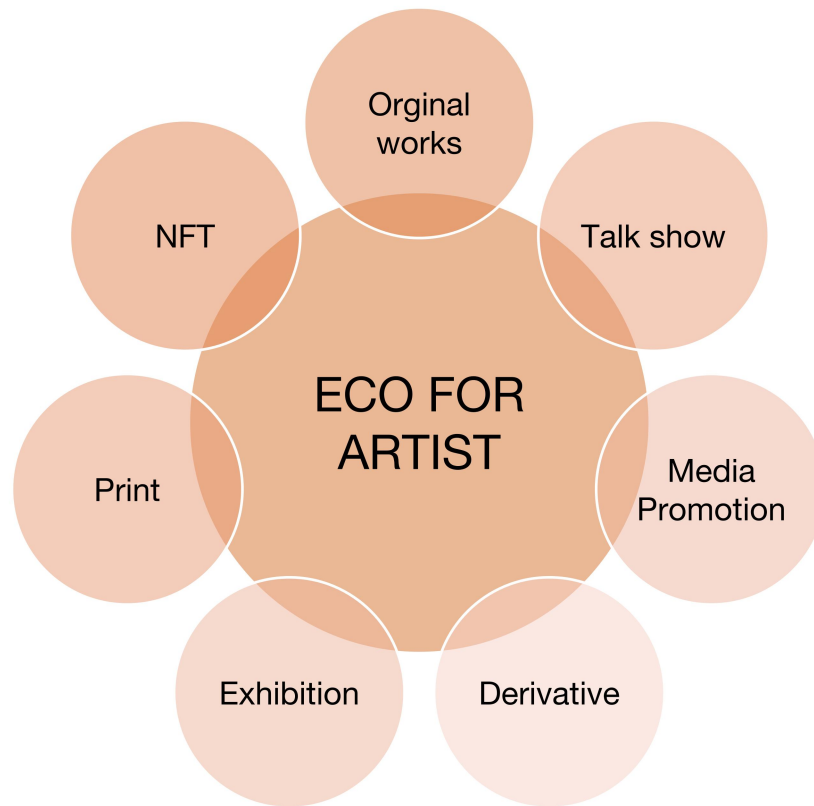 Orginal
works
NFT
Talk show
ECO FOR
ARTIST
Print
Media
Promotion
Exhibition
Derivative